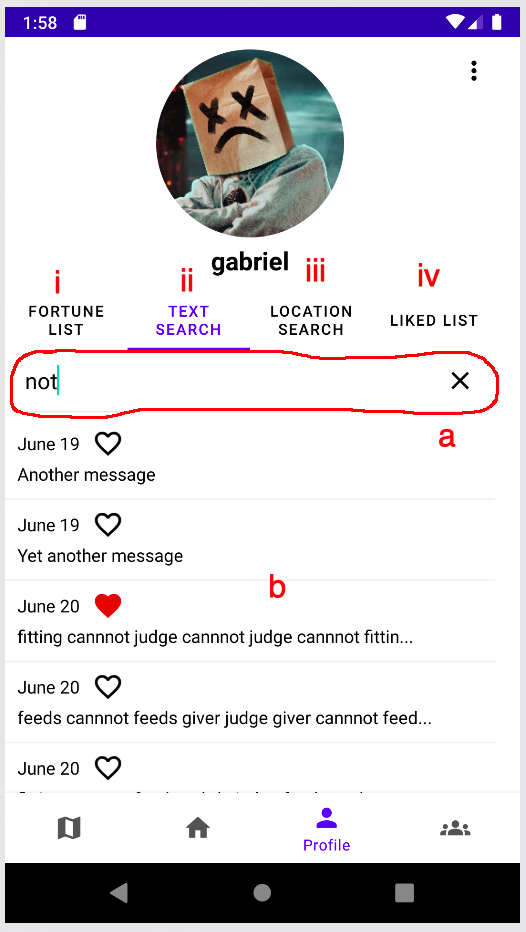 1:58
gabriel
i
ii
iii
iv
FORTUNE LIST
TEXT SEARCH
LOCATION SEARCH
LIKED LIST
not
a
June 19
Another message
June 19
Yet another message
b
June 20
fitting cannnot judge cannnot judge cannnot fittin...
June 20
feeds cannnot feeds giver judge giver cannnot feed...
June 20
Profile